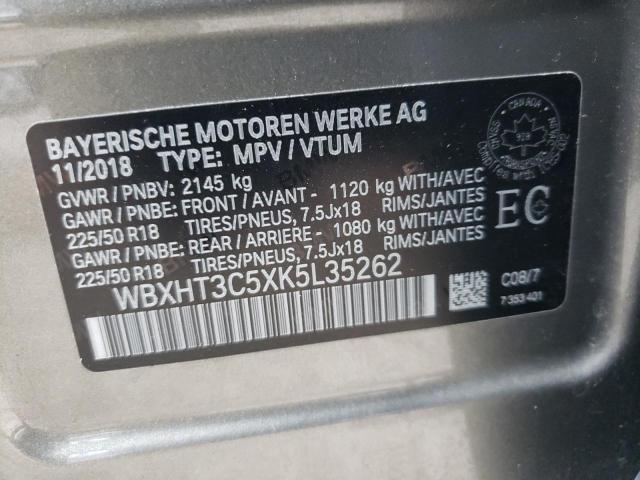 BAYERISCHE MOTOREN WERKE AG
11/2018 TYPE: MPV / VTUM
GVWR / PNBV: 2145 kg
GAWR / PNBE: FRONT / AVANT - 1120 kg WITH/AVEC
225/50 R18 TIRES/PNEUS, 7.5Jx18 RIMS/JANTES
GAWR / PNBE: REAR / ARRIERE - 1080 kg WITH/AVEC
225/50 R18 TIRES/PNEUS, 7.5Jx18 RIMS/JANTES
WBXHT3C5XK5L35262
CANADA
EC
C08/7
7 353 401